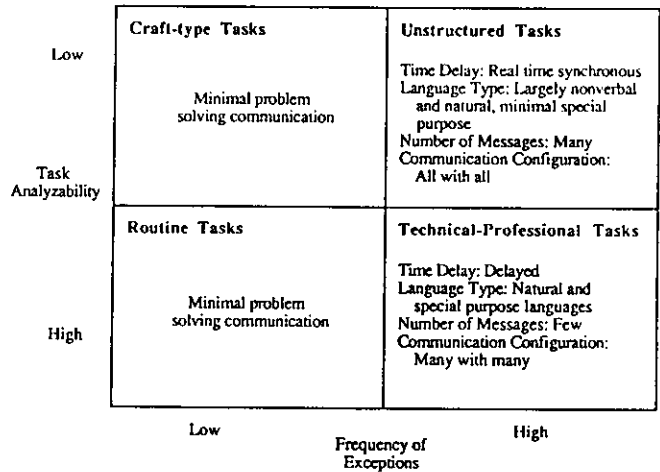 Craft-type Tasks
Minimal problem
solving communication
Unstructured Tasks
Time Delay: Real time synchronous
Language Type: Largely nonverbal
and natural, minimal special
purpose
Number of Messages: Many
Communication Configuration:
All with all
Low
Task
Analyzability
High
Routine Tasks
Minimal problem
solving communication
Technical-Professional Tasks
Time Delay: Delayed
Language Type: Natural and
special purpose languages
Number of Messages: Few
Communication Configuration:
Many with many
Low
Frequency of
Exceptions
High